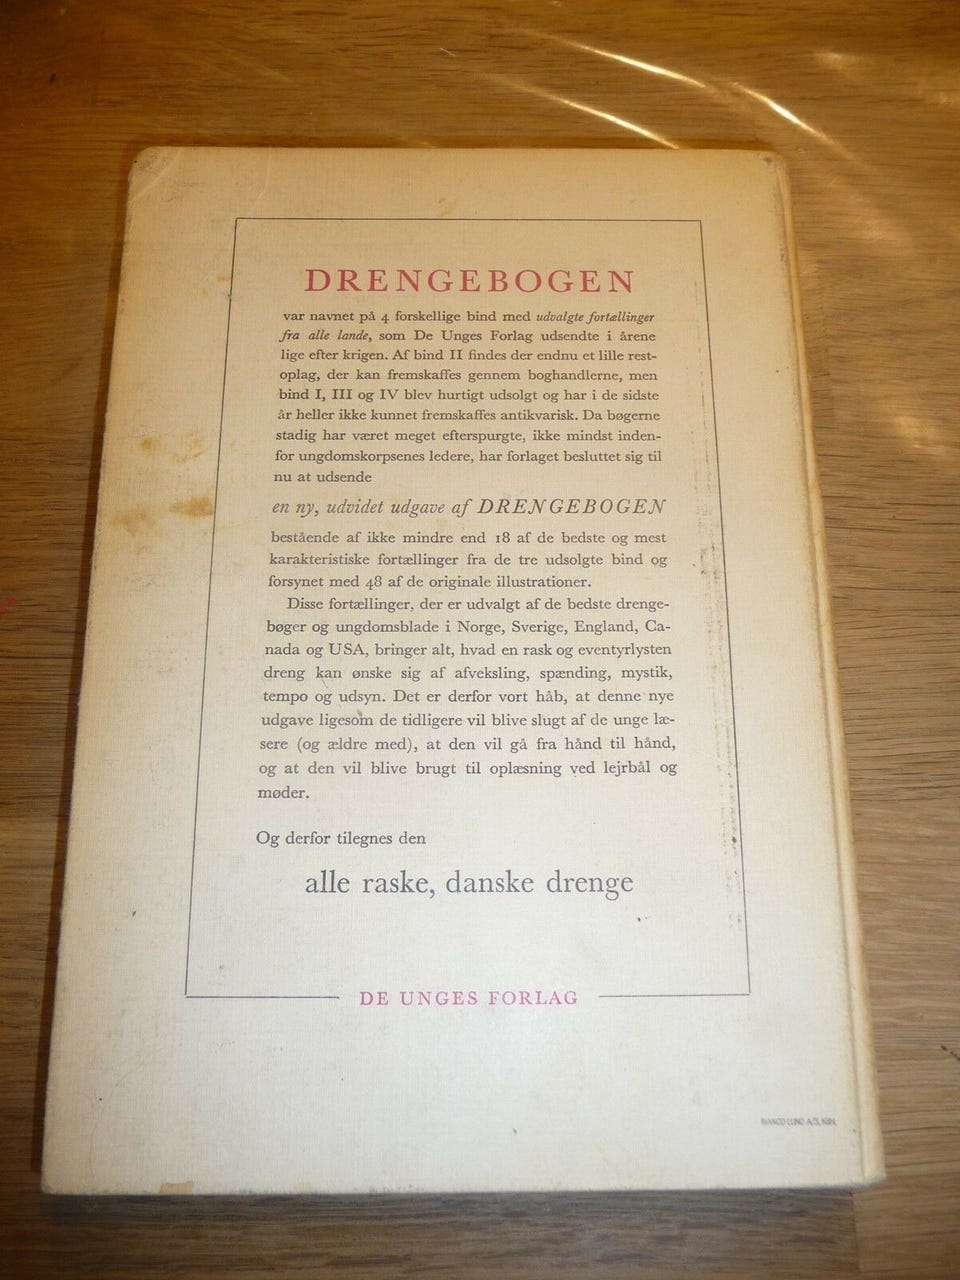 DRENGEBOGEN
var navnet på 4 forskellige bind med udvalgte fortællinger
fra alle lande, som De Unges Forlag udsendte i årene
lige efter krigen. Af bind II findes der endnu et lille rest-
oplag, der kan fremskaffes gennem boghandlerne, men
bind I, III og IV blev hurtigt udsolgt og har i de sidste
år heller ikke kunnet fremskaffes antikvarisk. Da bøgerne
stadig har været meget efterspurgte, ikke mindst inden-
for ungdomskorpsenes ledere, har forlaget besluttet sig til
nu at udsende
en ny, udvidet udgave af DRENGEBOGEN
bestående af ikke mindre end 18 af de bedste og mest
karakteristiske fortællinger fra de tre udsolgte bind og
forsynet med 48 af de originale illustrationer.
Disse fortællinger, der er udvalgt af de bedste drenge-
bøger og ungdomsblade i Norge, Sverige, England, Ca-
nada og USA, bringer alt, hvad en rask og eventyrlysten
dreng kan ønske sig af afveksling, spænding, mystik,
tempo og udsyn. Det er derfor vort håb, at denne nye
udgave ligesom de tidligere vil blive slugt af de unge læ-
sere (og ældre med), at den vil gå fra hånd til hånd,
og at den vil blive brugt til oplæsning ved lejrbål og
møder.
Og derfor tilegnes den
alle raske, danske drenge
DE UNGES FORLAG
LUNO A/S